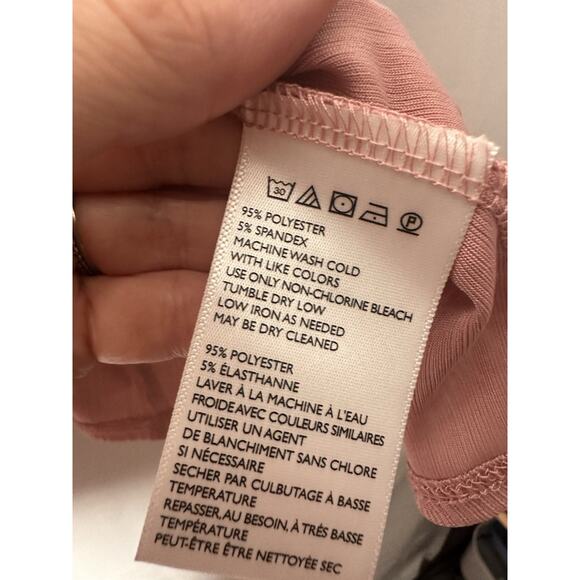 30 P
95% POLYESTER
5% SPANDEX
MACHINE WASH COLD
WITH LIKE COLORS
USE ONLY NON-CHLORINE BLEACH
TUMBLE DRY LOW
LOW IRON AS NEEDED
MAY BE DRY CLEANED
95% POLYESTER
5% ÉLASTHANNE
LAVER À LA MACHINE À L'EAU
FROIDE AVEC COULEURS SIMILAIRES
UTILISER UN AGENT
DE BLANCHIMENT SANS CHLORE
SI NÉCESSAIRE
SECHER PAR CULBUTAGE À BASSE
TEMPERATURE
REPASSER, AU BESOIN, À TRÈS BASSE
TEMPÉRATURE
PEUT-ÊTRE ÊTRE NETTOYÉE SEC